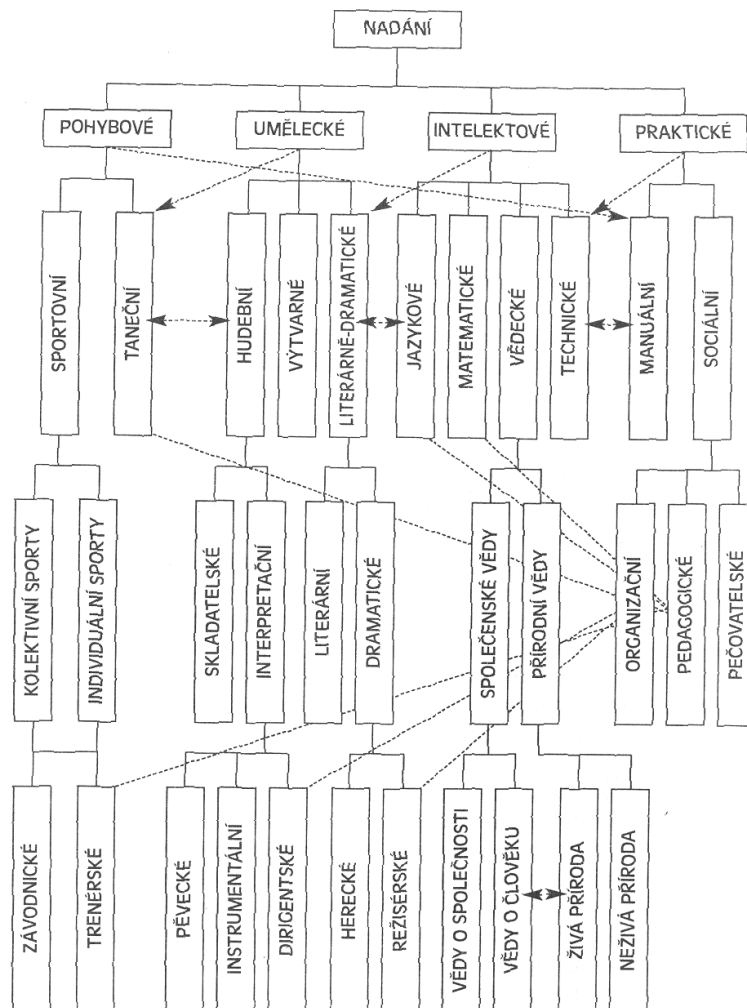 NADÁNÍ
POHYBOVÉ
UMĚLECKÉ
INTELEKTOVÉ
PRAKTICKÉ
SPORTOVNÍ
TANEČNÍ
HUDEBNÍ
VÝTVARNÉ
LITERÁRNĚ-DRAMATICKÉ
JAZYKOVÉ
MATEMATICKÉ
VĚDECKÉ
TECHNICKÉ
MANUÁLNÍ
SOCIÁLNÍ
KOLEKTIVNÍ SPORTY
INDIVIDUÁLNÍ SPORTY
SKLADATELSKÉ
INTERPRETAČNÍ
LITERÁRNÍ
DRAMATICKÉ
SPOLEČENSKÉ VĚDY
PŘÍRODNÍ VĚDY
ORGANIZAČNÍ
PEDAGOGICKÉ
PEČOVATELSKÉ
ZÁVODNICKÉ
TRENÉRSKÉ
PĚVECKÉ
INSTRUMENTÁLNÍ
DIRIGENTSKÉ
HERECKÉ
REŽISÉRSKÉ
VĚDY O SPOLEČNOSTI
VĚDY O ČLOVĚKU
ŽIVÁ PŘÍRODA
NEŽIVÁ PŘÍRODA